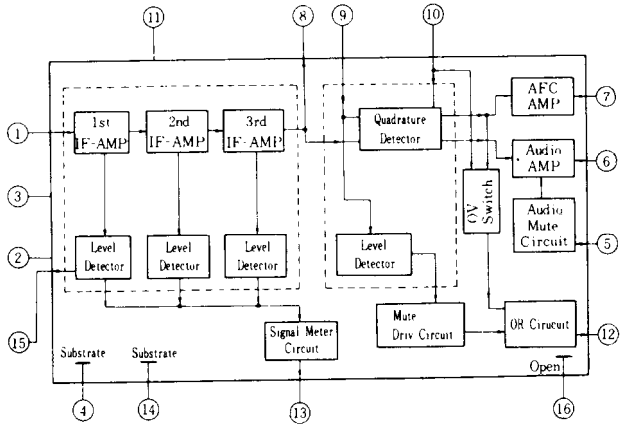 11
8
9
10
1st
IF-AMP
2nd
IF-AMP
3rd
IF-AMP
Quadrature
Detector
AFC
AMP
7
1
Audio
AMP
6
3
OV
Switch
Audio
Mute
Circuit
5
2
Level
Detector
Level
Detector
Level
Detector
Level
Detector
15
Signal Meter
Circuit
Mute
Driv Circuit
OR Cirucuit
12
Substrate
Substrate
Open
4
14
13
16